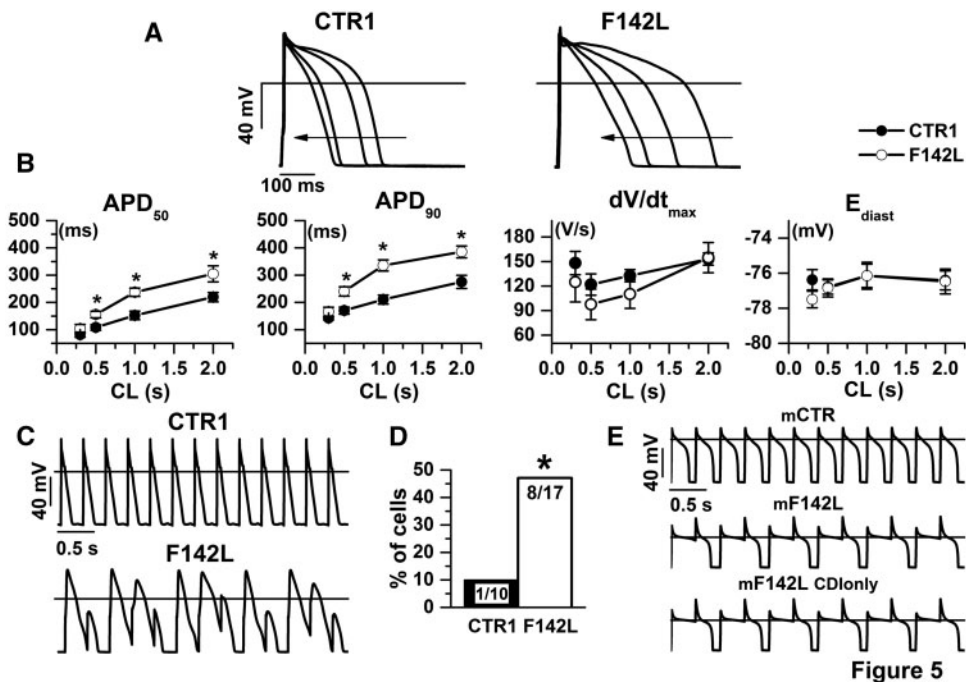 A
CTR1
F142L
40 mV
100 ms
CTR1
F142L
B
APD50
500
400
300
200
100
(ms)
*
*
*
0.0 0.5 1.0 1.5 2.0
CL (s)
APD90
500
400
300
200
100
(ms)
*
*
*
0.0 0.5 1.0 1.5 2.0
CL (s)
dV/dtmax
(V/s)
150
120
90
60
0.0 0.5 1.0 1.5 2.0
CL (s)
Ediast
-74
(mV)
-76
-78
-80
0.0 0.5 1.0 1.5 2.0
CL (s)
C
CTR1
40 mV
0.5 s
F142L
D
% of cells
50
40
30
20
10
0
*
8/17
1/10
CTR1 F142L
E
mCTR
40 mV
0.5 s
mF142L
mF142L CDIonly
Figure 5